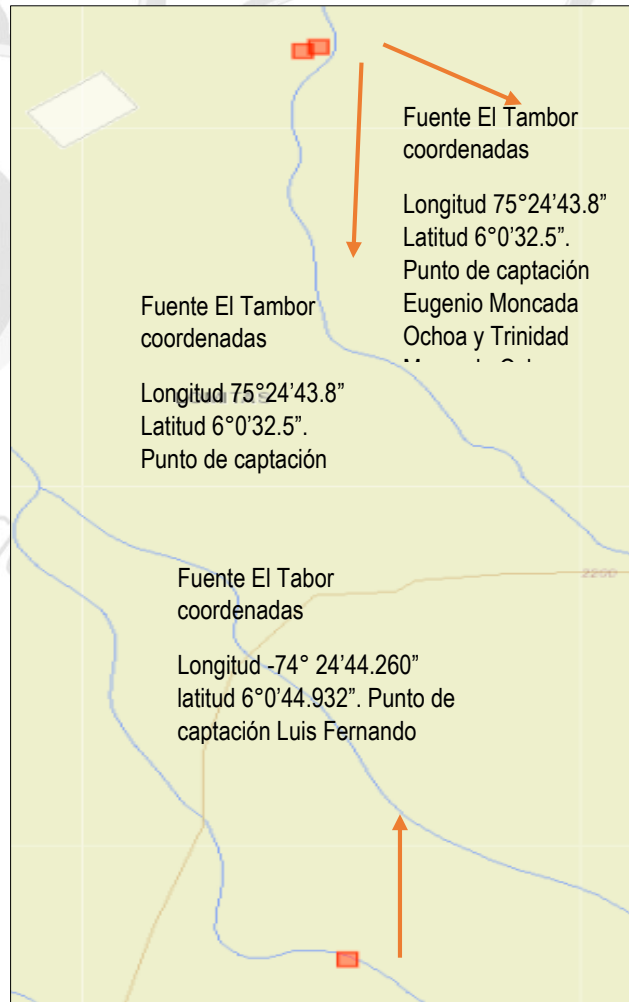 Fuente El Tambor
coordenadas
Longitud 75°24'43.8”
Latitud 6°0'32.5”.
Punto de captación
Eugenio Moncada
Ochoa y Trinidad
Fuente El Tambor
coordenadas
Longitud 75°24'43.8”
Latitud 6°0'32.5”.
Punto de captación
Fuente El Tabor
coordenadas
Longitud -74° 24'44.260”
latitud 6°0'44.932”. Punto de
captación Luis Fernando
2200